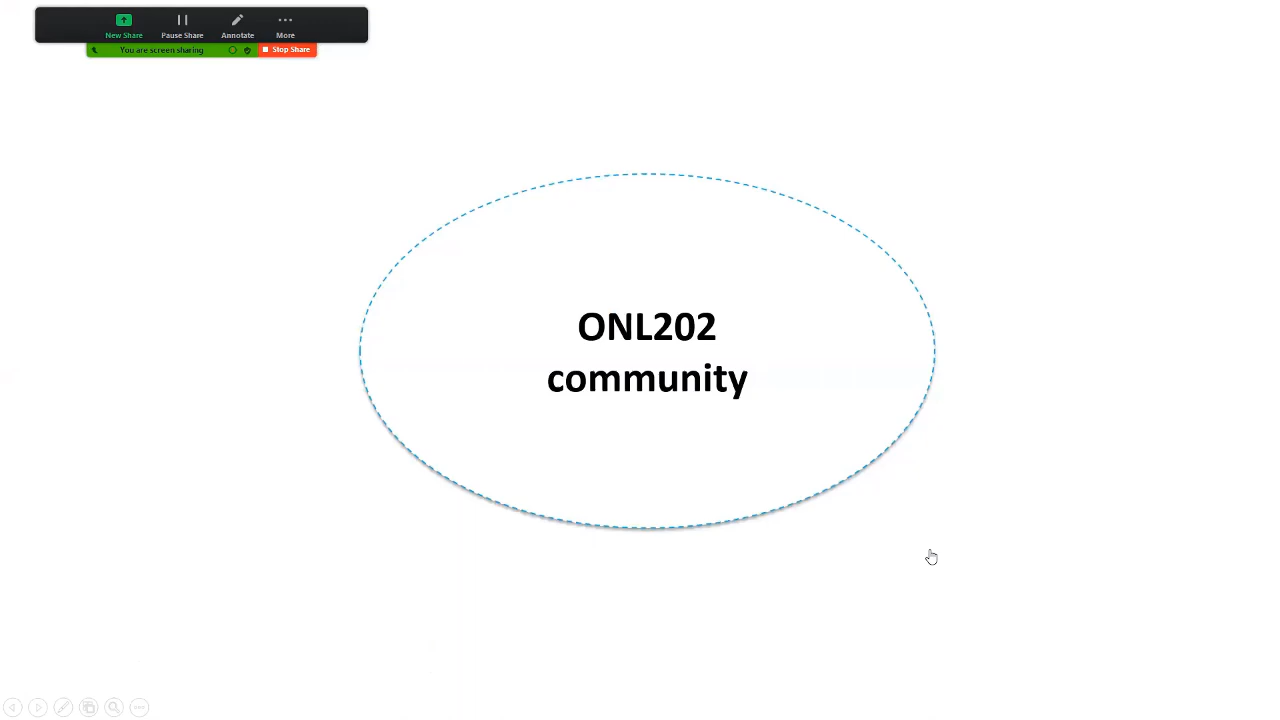 New Share
Pause Share
Annotate
More
You are screen sharing
Stop Share
ONL202
community